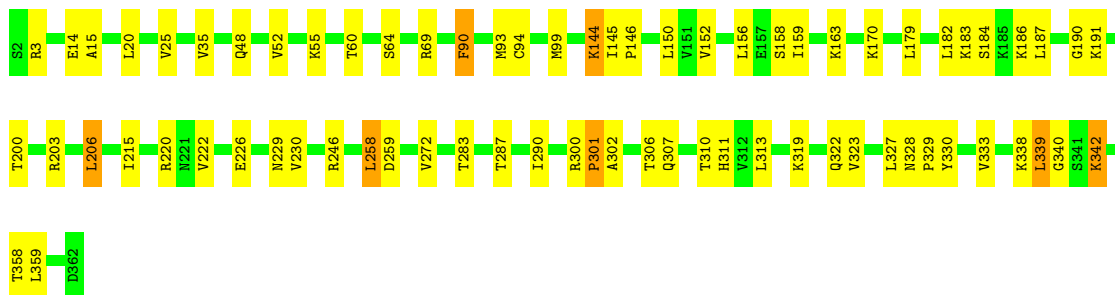 S2 R3 E14 A15 L20 V25 V35 Q48 V52 K55 T60 S64 R69 F90 M93 C94 M99 K144 I145 P146 L150 V151 V152 L156 E157 S158 I159 K163 K170 L179 L182 K183 S184 K185 K186 L187 G190 K191
T200 R203 L206 I215 R220 N221 V222 E226 N229 V230 R246 L258 D259 V272 T283 T287 I290 R300 P301 A302 T306 Q307 T310 H311 V312 L313 K319 Q322 V323 L327 N328 P329 Y330 V333 K338 L339 G340 S341 K342
T358 L359 D362